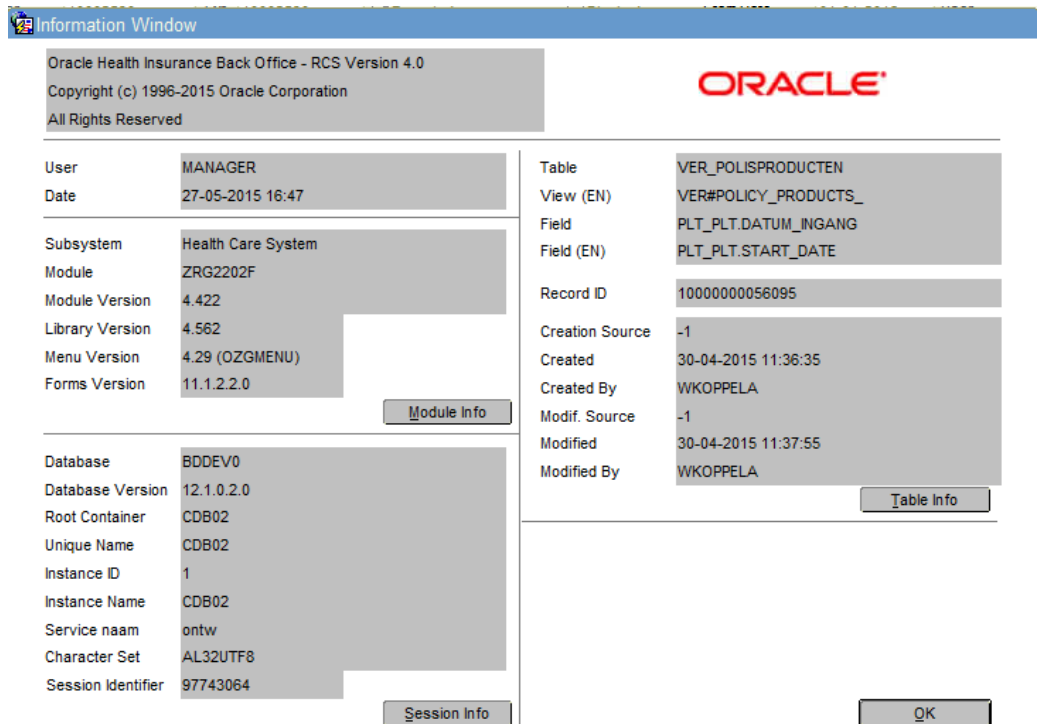 Information Window
Oracle Health Insurance Back Office - RCS Version 4.0
Copyright (c) 1996-2015 Oracle Corporation
All Rights Reserved
ORACLE
User MANAGER
Date 27-05-2015 16:47
Subsystem Health Care System
Module ZRG2202F
Module Version 4.422
Library Version 4.562
Menu Version 4.29 (OZGMENU)
Forms Version 11.1.2.2.0
Module Info
Database BDDEV0
Database Version 12.1.0.2.0
Root Container CDB02
Unique Name CDB02
Instance ID 1
Instance Name CDB02
Service naam ontw
Character Set AL32UTF8
Session Identifier 97743064
Session Info
Table VER_POLISPRODUCTEN
View (EN) VER#POLICY_PRODUCTS_
Field PLT_PLT.DATUM_INGANG
Field (EN) PLT_PLT.START_DATE
Record ID 10000000056095
Creation Source -1
Created 30-04-2015 11:36:35
Created By WKOPPELA
Modif. Source -1
Modified 30-04-2015 11:37:55
Modified By WKOPPELA
Table Info
OK